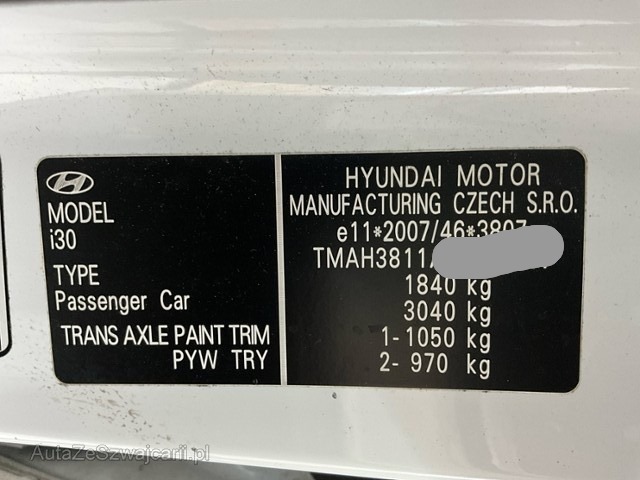 MODEL
i30
TYPE
Passenger Car
TRANS AXLE PAINT TRIM
PYW TRY
HYUNDAI MOTOR
MANUFACTURING CZECH S.R.O.
e11*2007/46*3807
TMAH3811
1840 kg
3040 kg
1- 1050 kg
2- 970 kg
AutaZeSzwajcarii.pl